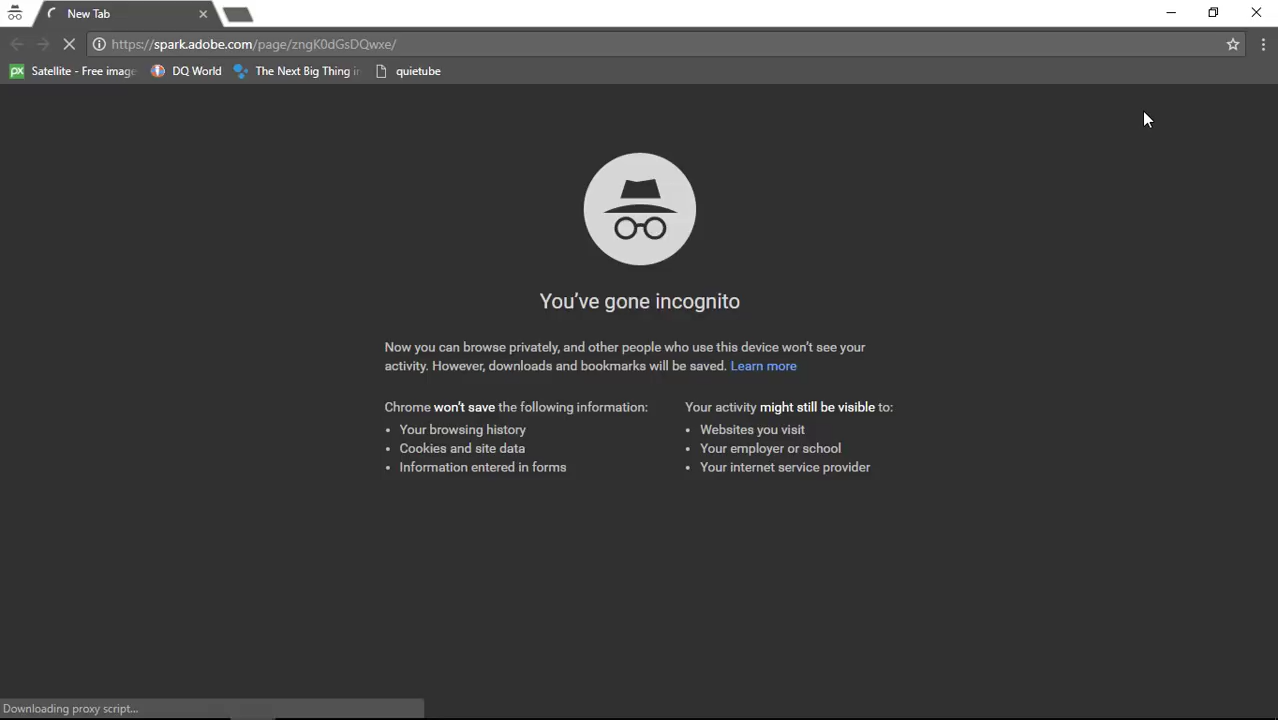 New Tab
https://spark.adobe.com/page/zngK0dGsDQwxe/
Satellite - Free image DQ World The Next Big Thing in quietube
You've gone incognito
Now you can browse privately, and other people who use this device won't see your
activity. However, downloads and bookmarks will be saved. Learn more
Chrome won't save the following information:
Your browsing history
Cookies and site data
Information entered in forms
Your activity might still be visible to:
Websites you visit
Your employer or school
Your internet service provider
Downloading proxy script...